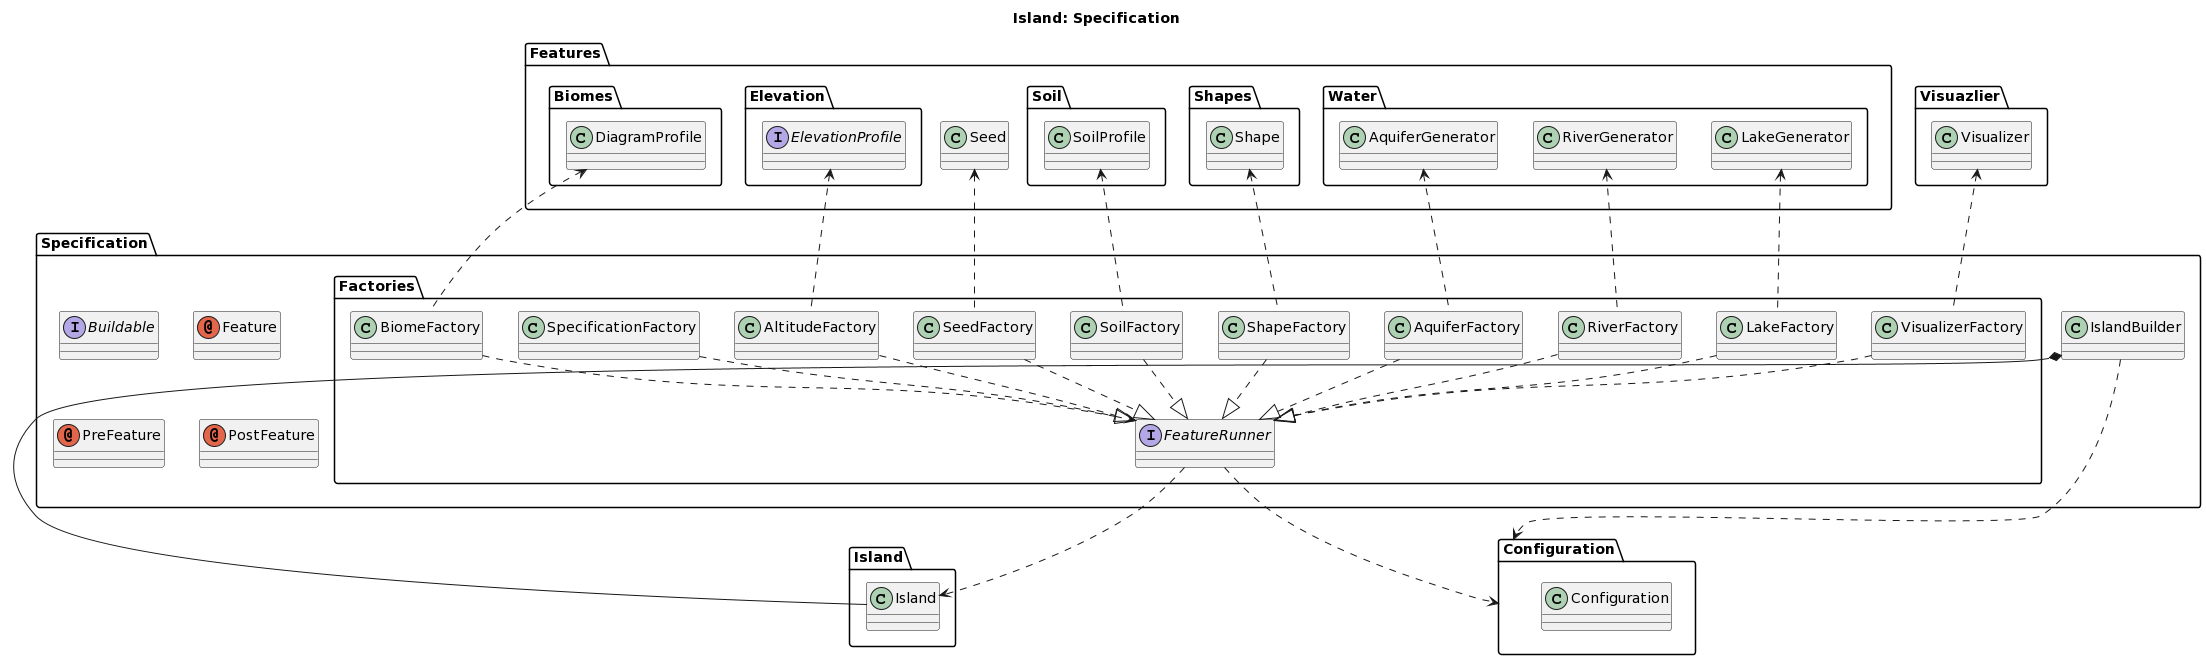 Island: Specification
Features
Biomes
Elevation
Soil
Shapes
Water
Visuazlier
C DiagramProfile
I ElevationProfile
C Seed
C SoilProfile
C Shape
C AquiferGenerator
C RiverGenerator
C LakeGenerator
C Visualizer
Specification
Factories
I Buildable
@ Feature
C BiomeFactory
C SpecificationFactory
C AltitudeFactory
C SeedFactory
C SoilFactory
C ShapeFactory
C AquiferFactory
C RiverFactory
C LakeFactory
C VisualizerFactory
C IslandBuilder
@ PreFeature
@ PostFeature
I FeatureRunner
Island
Configuration
C Island
C Configuration